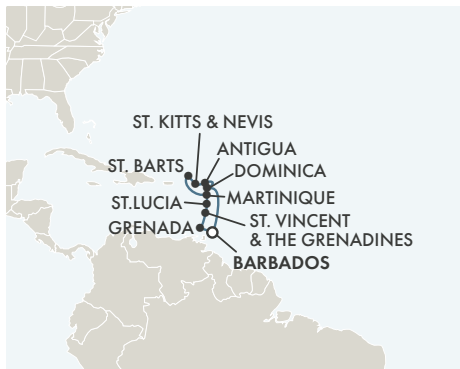 ST. KITTS & NEVIS
ANTIGUA
ST. BARTS
DOMINICA
MARTINIQUE
ST.LUCIA
ST. VINCENT
& THE GRENADINES
GRENADA
BARBADOS